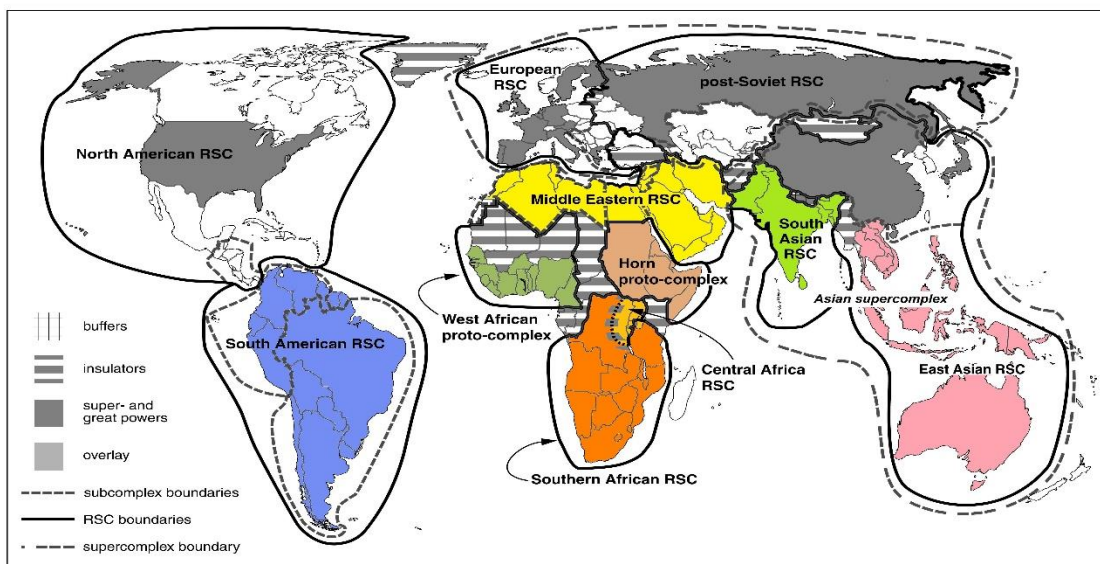 European
RSC
post-Soviet RSC
North American RSC
Middle Eastern RSC
South
Asian
RSC
Horn
proto-complex
Asian supercomplex
West African
proto-complex
South American RSC
Central Africa
RSC
East Asian RSC
Southern African RSC
buffers
insulators
super- and
great powers
overlay
subcomplex boundaries
RSC boundaries
supercomplex boundary